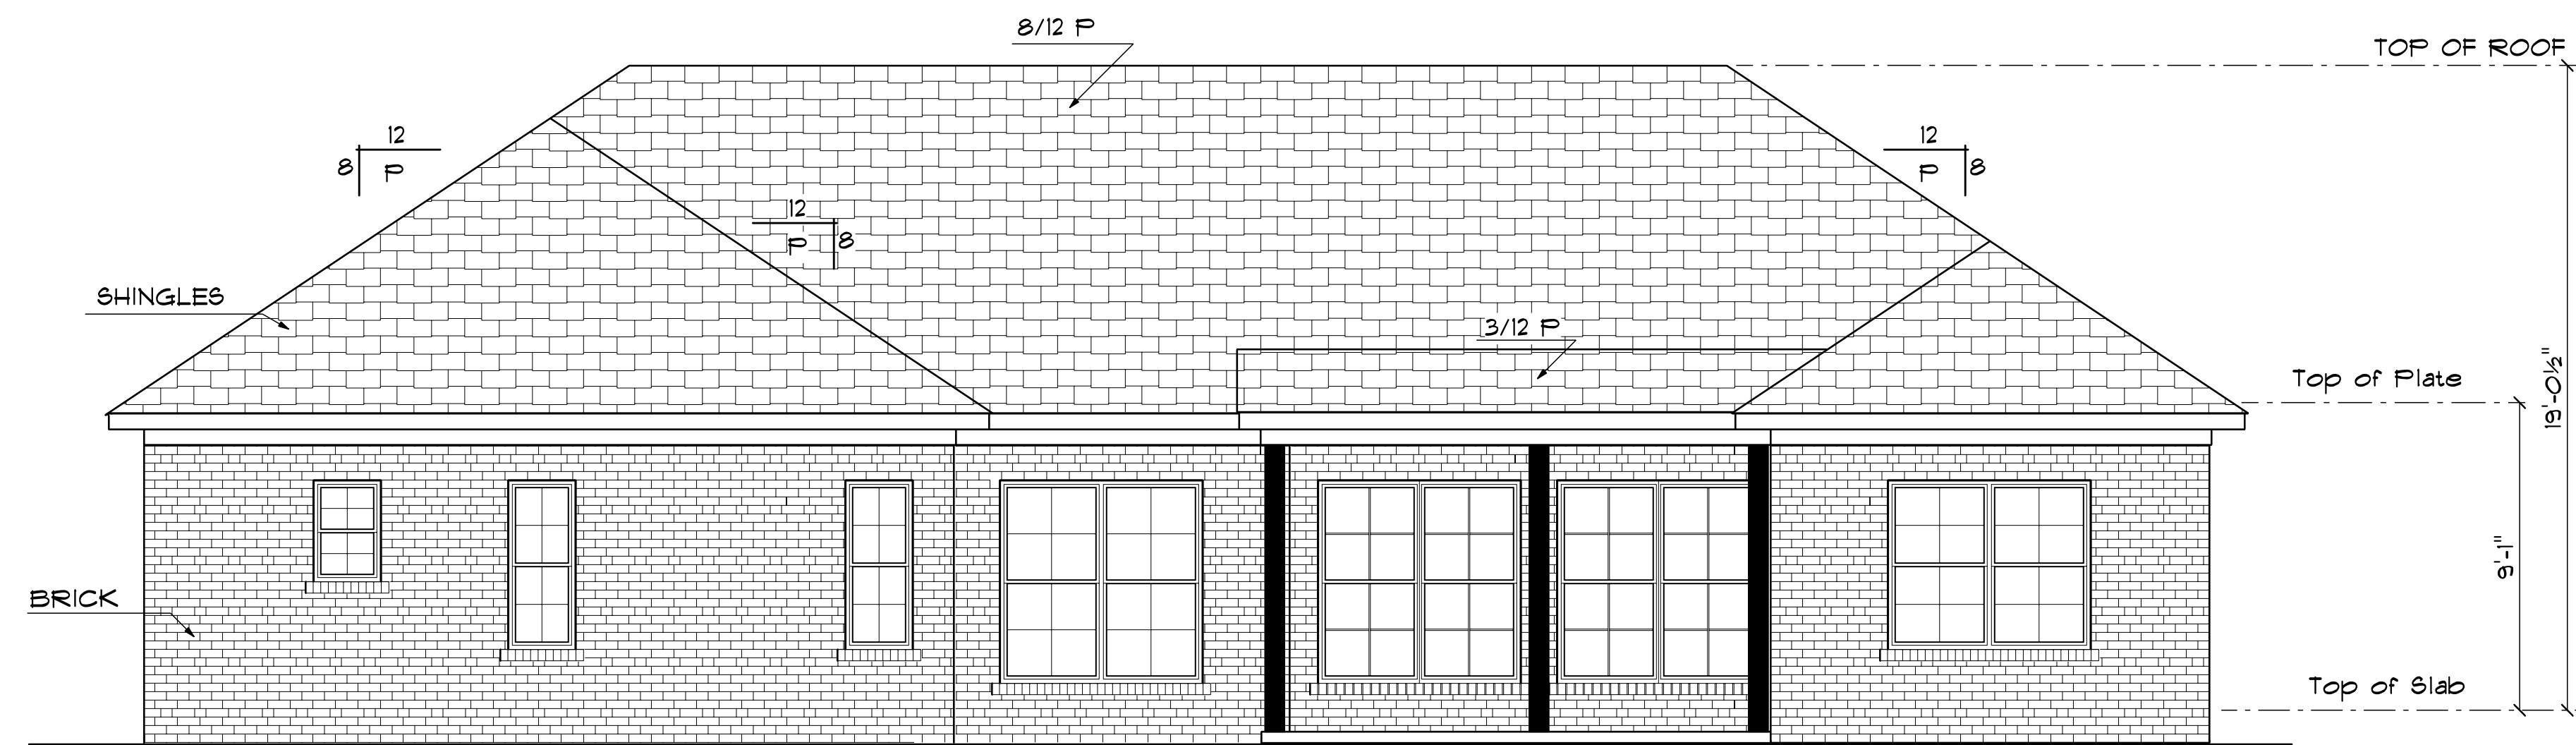 8/12 P
TOP OF ROOF
12
8
P
12
P
8
12
P
8
SHINGLES
3/12 P
Top of Plate
19'-0½"
9'-1"
BRICK
Top of Slab